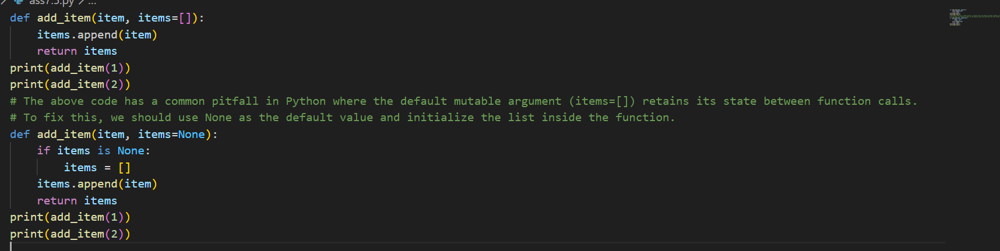 ass7.5.py > ...
def add_item(item, items=[]):
    items.append(item)
    return items
print(add_item(1))
print(add_item(2))
# The above code has a common pitfall in Python where the default mutable argument (items=[]) retains its state between function calls.
# To fix this, we should use None as the default value and initialize the list inside the function.
def add_item(item, items=None):
    if items is None:
        items = []
    items.append(item)
    return items
print(add_item(1))
print(add_item(2))